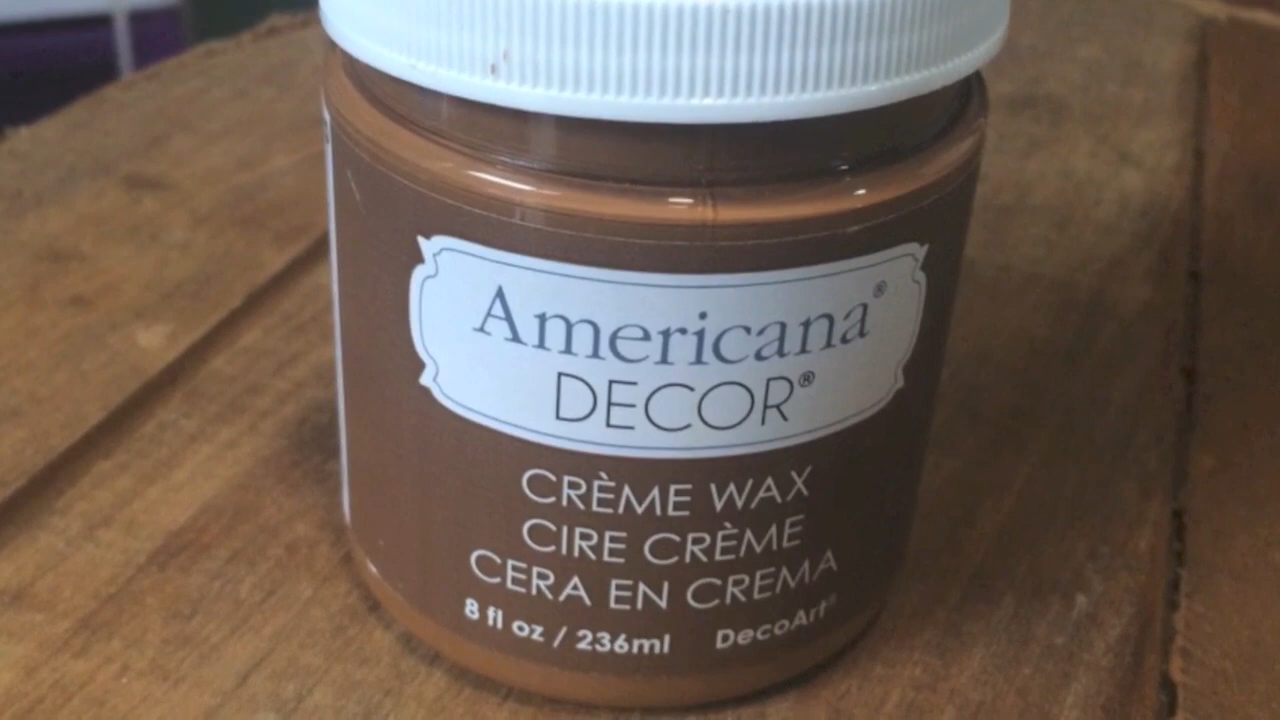 Americana®
DECOR®
CRÈME WAX
CIRE CRÈME
CERA EN CREMA
8 fl oz / 236ml DecoArt®